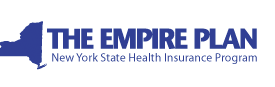 THE EMPIRE PLAN
New York State Health Insurance Program